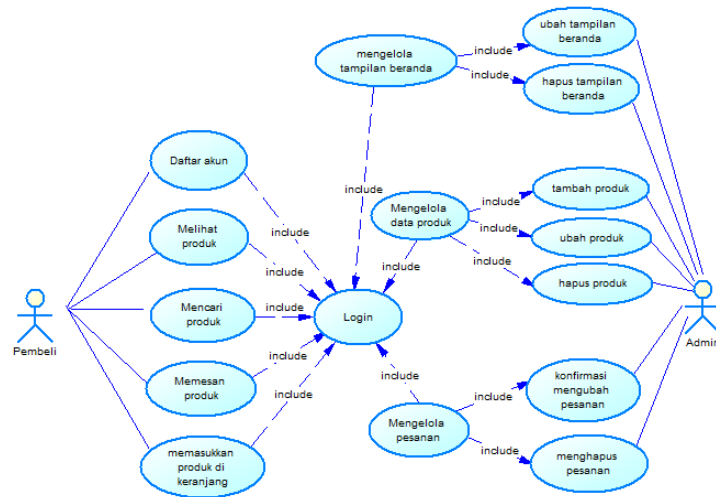 ubah tampilan
beranda
include
mengelola
tampilan beranda
include
hapus tampilan
beranda
Daftar akun
include
include
tambah produk
include
Mengelola
data produk
include
ubah produk
Melihat
produk
include
include
include
hapus produk
Mencari
produk
include
Login
Pembeli
Admin
include
Memesan
produk
include
include
konfirmasi
mengubah
pesanan
include
Mengelola
pesanan
include
menghapus
pesanan
memasukkan
produk di
keranjang